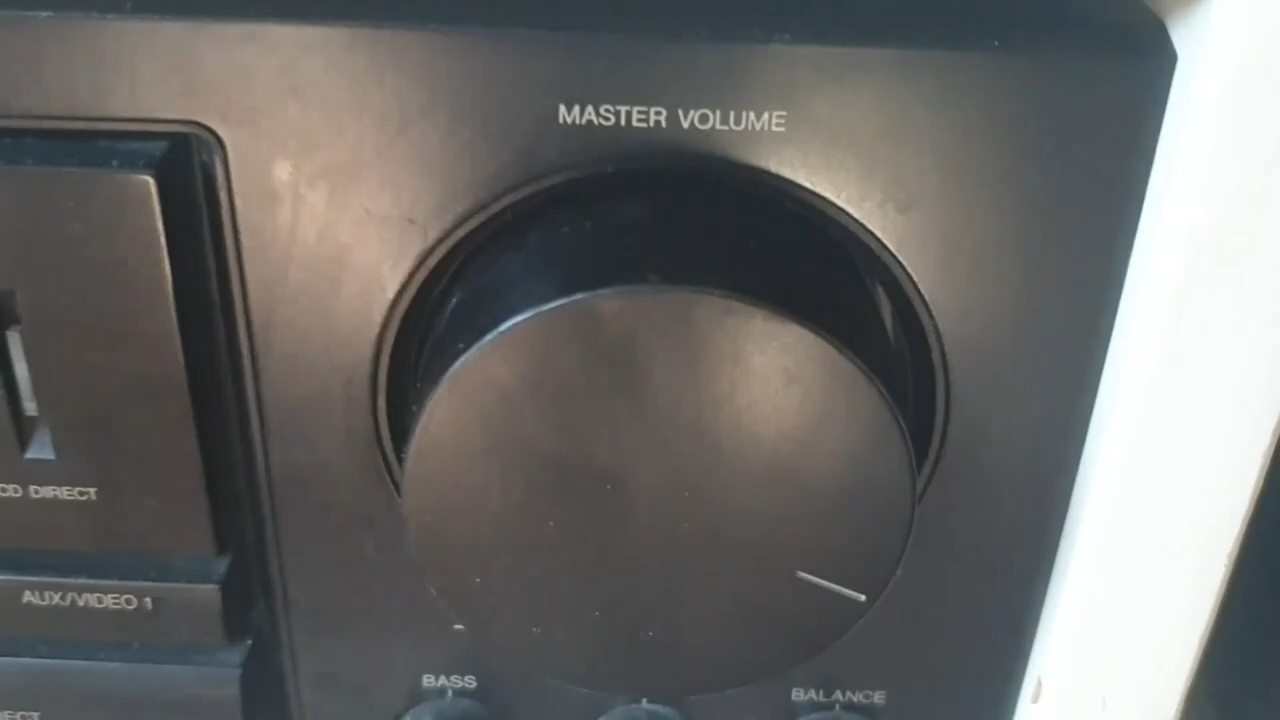 MASTER VOLUME
CD DIRECT
AUX/VIDEO 1
BASS
BALANCE